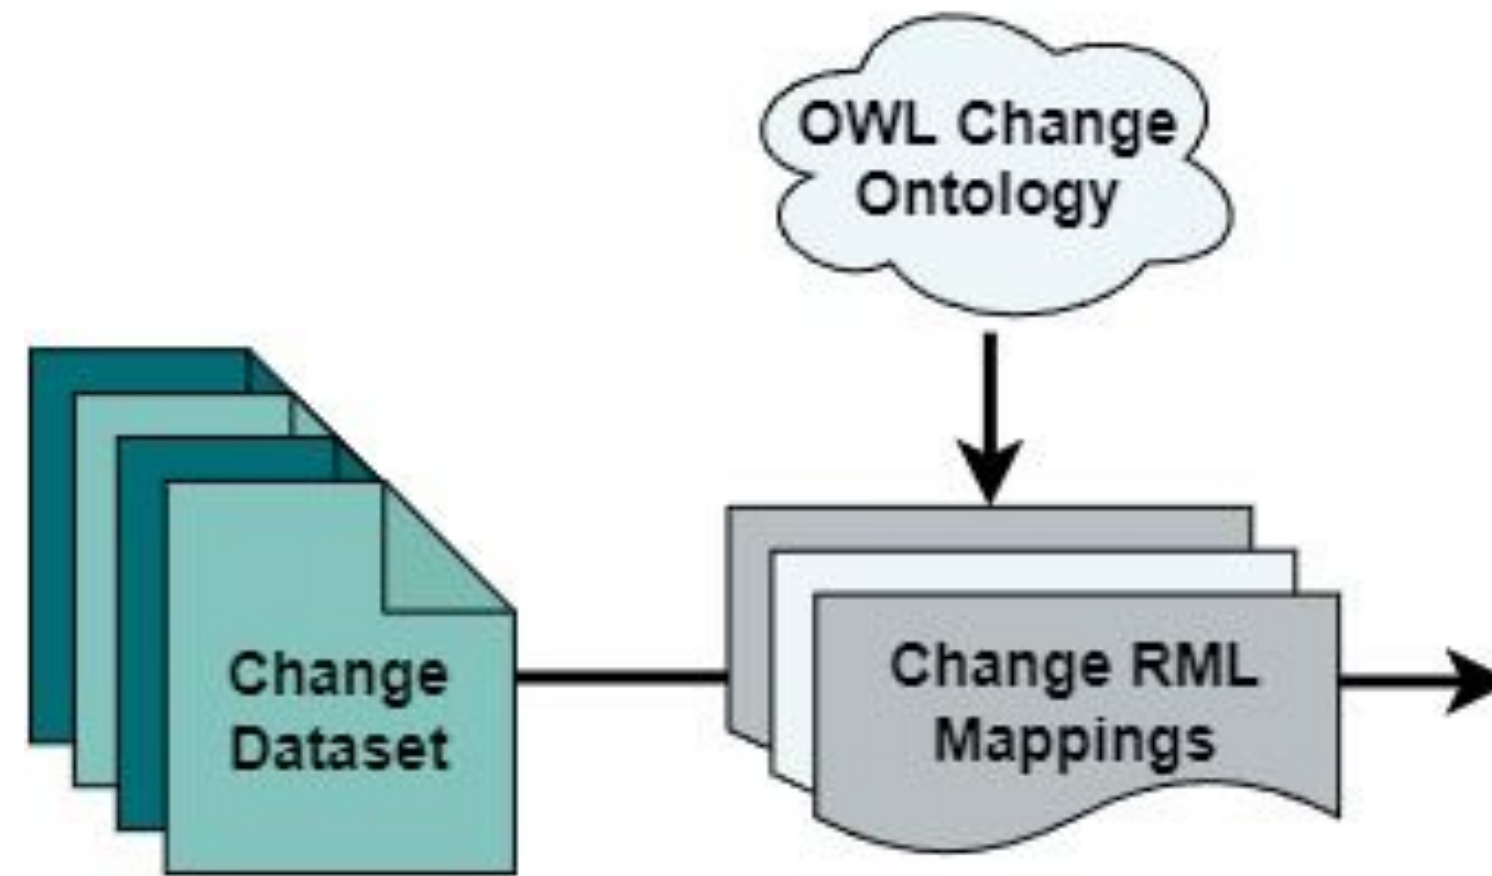 OWL Change
Ontology
Change
Dataset
Change RML
Mappings